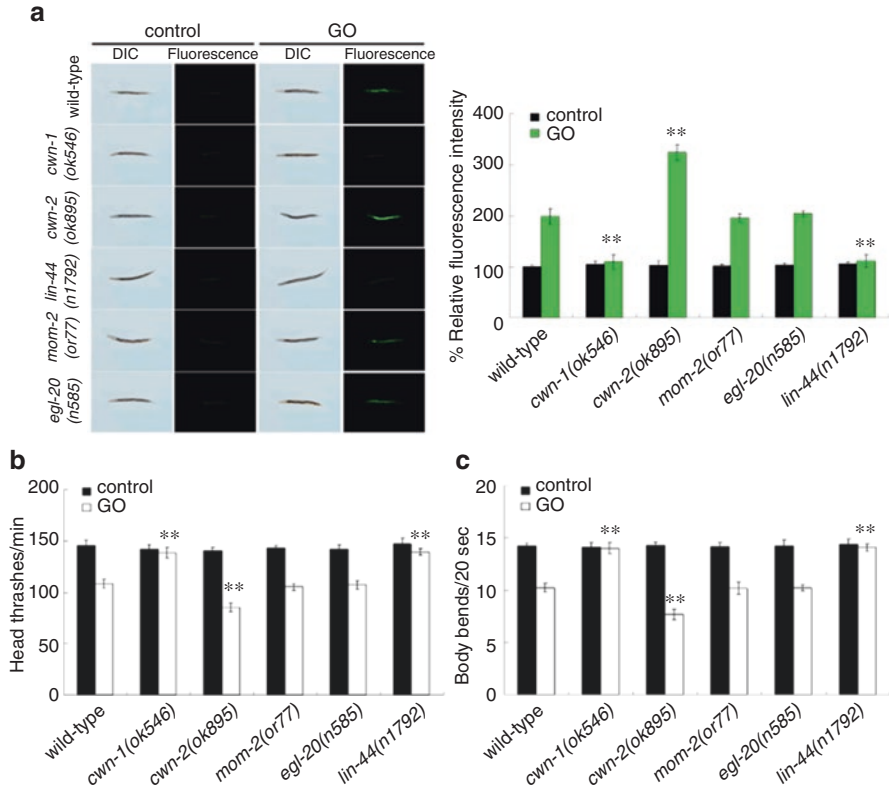 a
control GO
DIC Fluorescence DIC Fluorescence
wild-type
cwn-1
(ok546)
cwn-2
(ok895)
lin-44
(n1792)
mom-2
(or77)
egl-20
(n585)
% Relative fluorescence intensity
400
300
200
100
0
control
GO
**
**
**
wild-type
cwn-1(ok546)
cwn-2(ok895)
mom-2(or77)
egl-20(n585)
lin-44(n1792)
b
Head thrashes/min
200
150
100
50
0
control
GO
**
**
**
wild-type
cwn-1(ok546)
cwn-2(ok895)
mom-2(or77)
egl-20(n585)
lin-44(n1792)
c
Body bends/20 sec
20
15
10
5
0
control
GO
**
**
**
wild-type
cwn-1(ok546)
cwn-2(ok895)
mom-2(or77)
egl-20(n585)
lin-44(n1792)